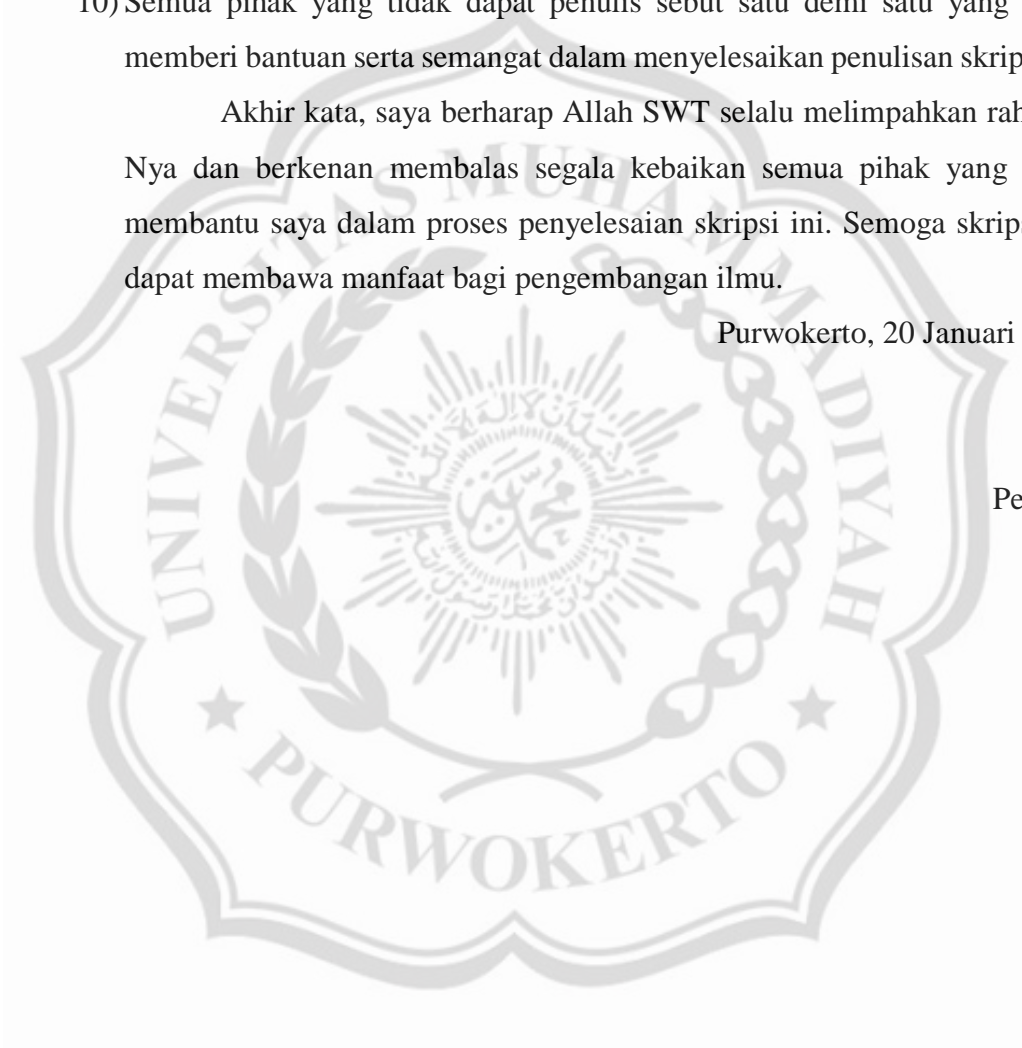 10) Semua pihak yang tidak dapat penulis sebut satu demi satu yang
memberi bantuan serta semangat dalam menyelesaikan penulisan skrip
Akhir kata, saya berharap Allah SWT selalu melimpahkan rah
Nya dan berkenan membalas segala kebaikan semua pihak yang
membantu saya dalam proses penyelesaian skripsi ini. Semoga skrips
dapat membawa manfaat bagi pengembangan ilmu.
Purwokerto, 20 Januari
Pe
UNIVERSITAS MUHAMMADIYAH
PURWOKERTO